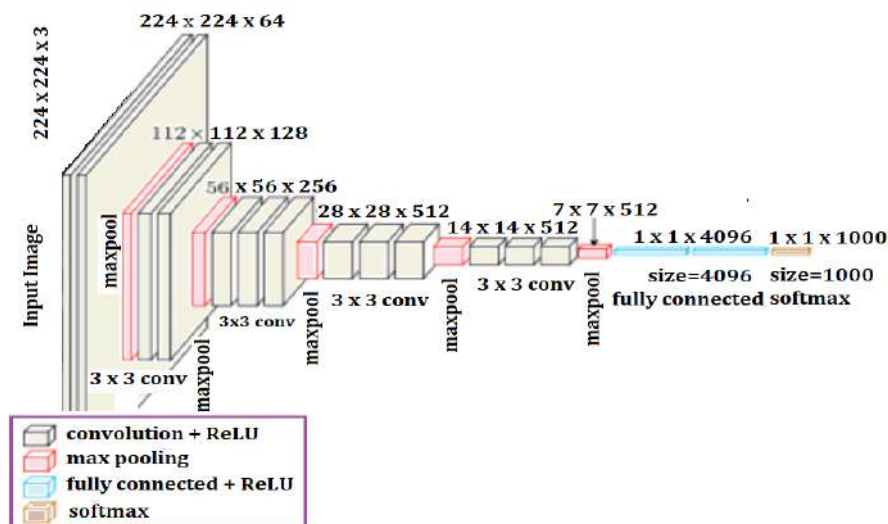 224 x 224 x 3
224 x 224 x 64
112 x 112 x 128
56 x 56 x 256
28 x 28 x 512
14 x 14 x 512
7 x 7 x 512
1 x 1 x 4096
1 x 1 x 1000
Input Image
maxpool
3 x 3 conv
maxpool
3x3 conv
maxpool
3 x 3 conv
maxpool
3 x 3 conv
maxpool
size=4096
fully connected
size=1000
softmax
convolution + ReLU
max pooling
fully connected + ReLU
softmax